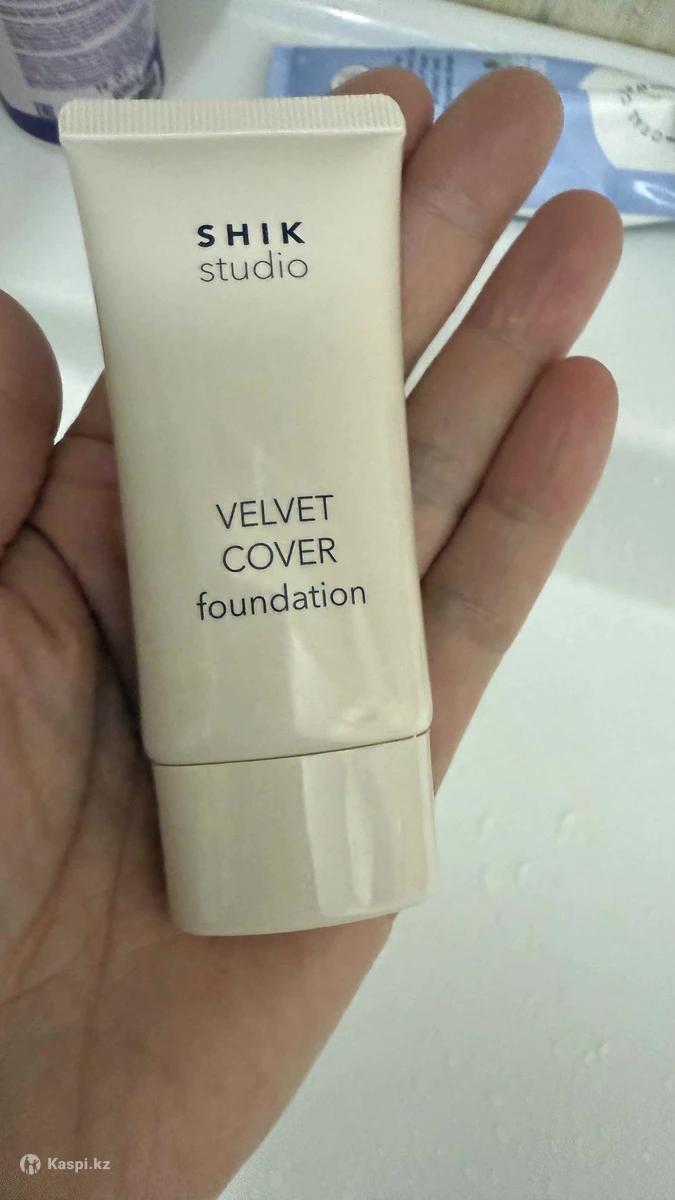 SHIK
studio
VELVET
COVER
foundation
Kaspi.kz